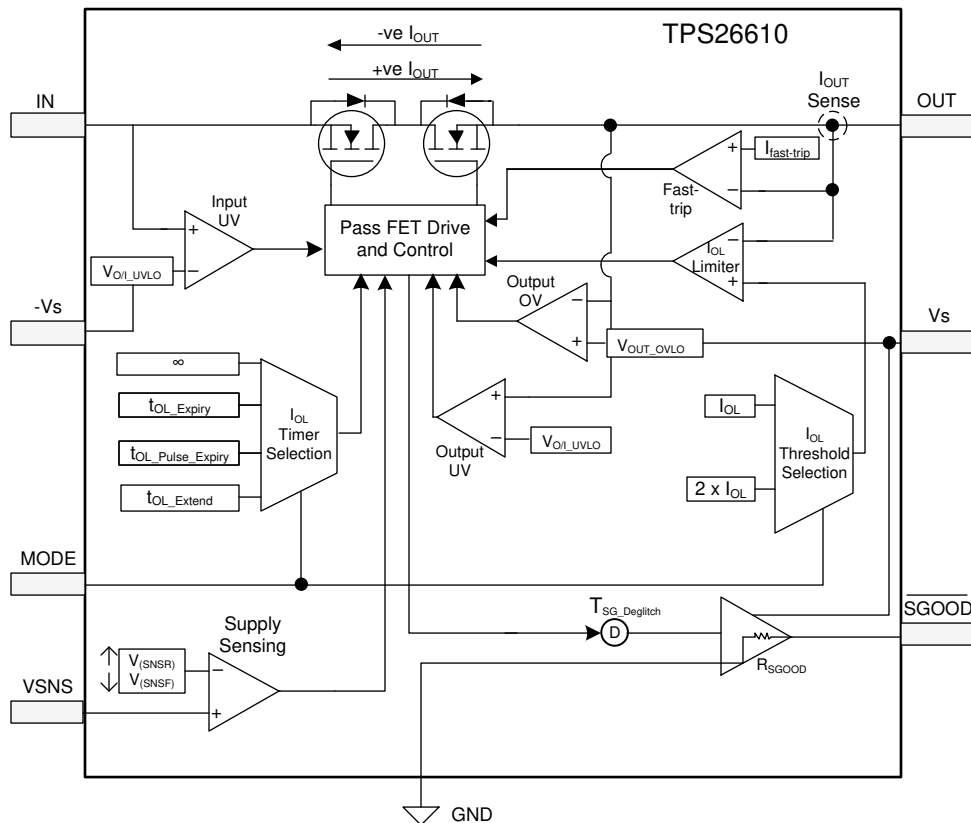 TPS26610
-ve IOUT
+ve IOUT
IN
IOUT
Sense
OUT
+
Ifast-trip
−
Fast-
trip
Input
UV
+
−
Pass FET Drive
and Control
VO/I_UVLO
−
IOL
Limiter
+
-Vs
Output
OV
−
+
VOUT_OVLO
Vs
∞
tOL_Expiry
tOL_Pulse_Expiry
tOL_Extend
IOL
Timer
Selection
+
−
Output
UV
VO/I_UVLO
IOL
2 x IOL
IOL
Threshold
Selection
MODE
TSG_Deglitch
D
RSGOOD
SGOOD
Supply
Sensing
V(SNSR)
V(SNSF)
−
+
VSNS
GND